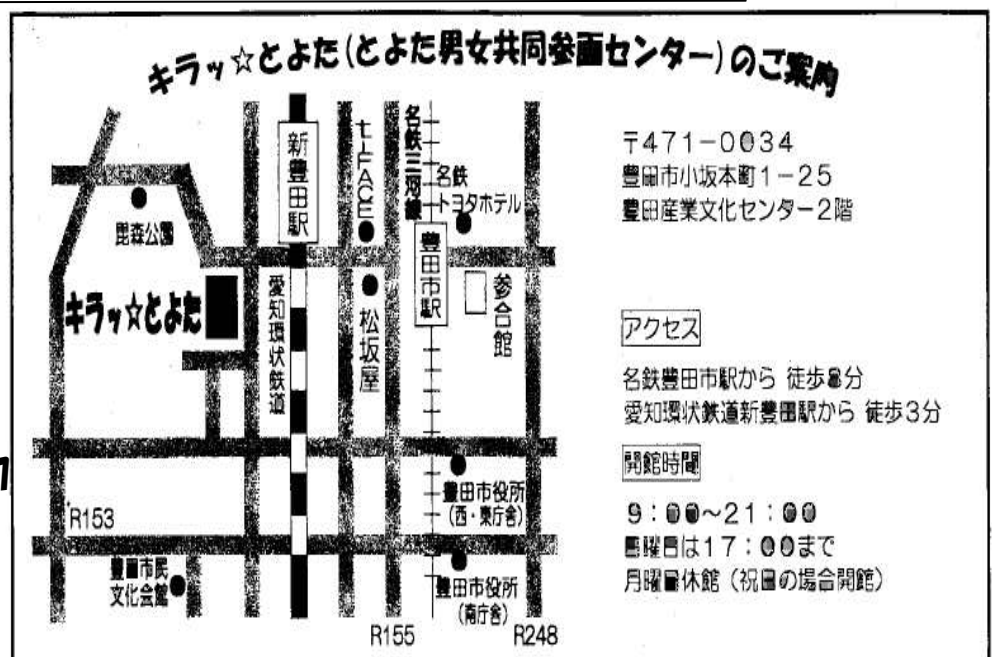 キラッ☆とよた(とよた男女共同参画センター)のご案内
新豊田駅
名鉄三河線
名鉄
トヨタホテル
毘森公園
豊田市駅
キラッ☆とよた
愛知環状鉄道
松坂屋
参合館
豊田市役所
(西・東庁舎)
R153
豊田市民
文化会館
豊田市役所
(南庁舎)
R155
R248
〒471-0034
豊田市小坂本町1-25
豊田産業文化センター2階
アクセス
名鉄豊田市駅から 徒歩8分
愛知環状鉄道新豊田駅から 徒歩3分
開館時間
9:00~21:00
曜日は17:00まで
月曜日休館(祝日の場合開館)